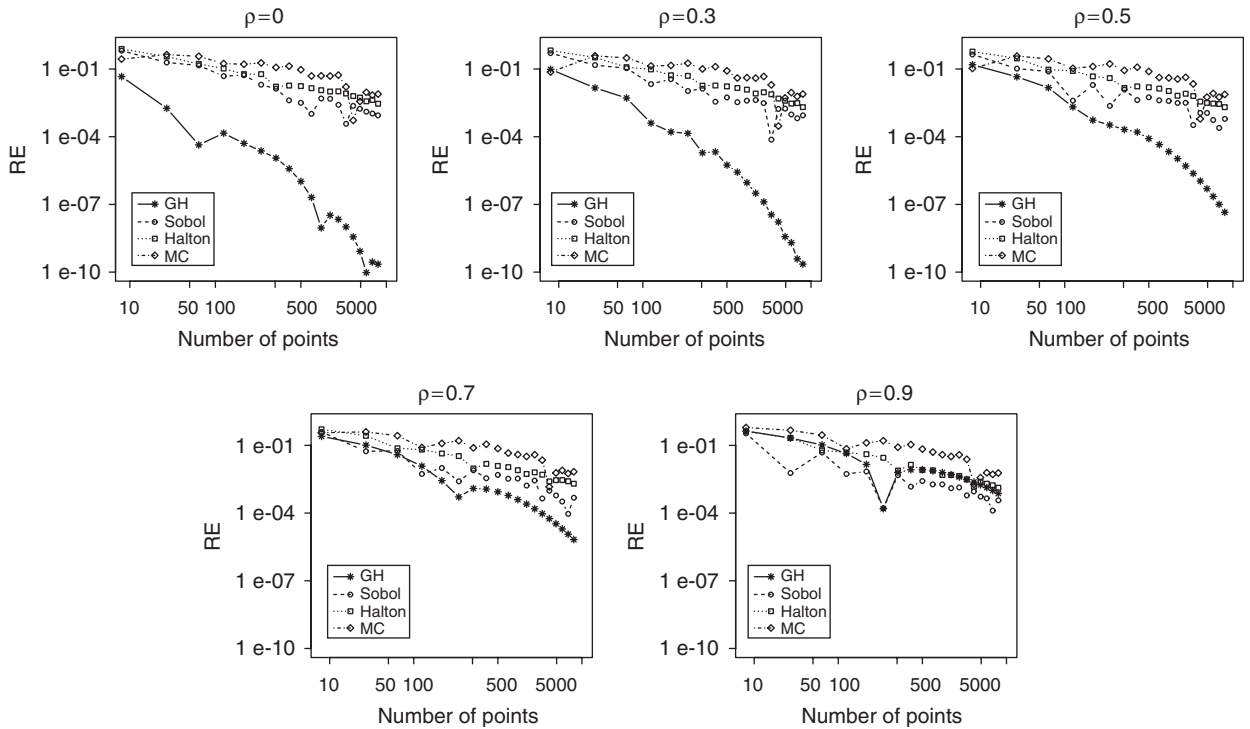 ρ=0
RE
1 e-01
1 e-04
1 e-07
1 e-10
GH
Sobol
Halton
MC
10 50 100 500 5000
Number of points
ρ=0.3
RE
1 e-01
1 e-04
1 e-07
1 e-10
GH
Sobol
Halton
MC
10 50 100 500 5000
Number of points
ρ=0.5
RE
1 e-01
1 e-04
1 e-07
1 e-10
GH
Sobol
Halton
MC
10 50 100 500 5000
Number of points
ρ=0.7
RE
1 e-01
1 e-04
1 e-07
1 e-10
GH
Sobol
Halton
MC
10 50 100 500 5000
Number of points
ρ=0.9
RE
1 e-01
1 e-04
1 e-07
1 e-10
GH
Sobol
Halton
MC
10 50 100 500 5000
Number of points